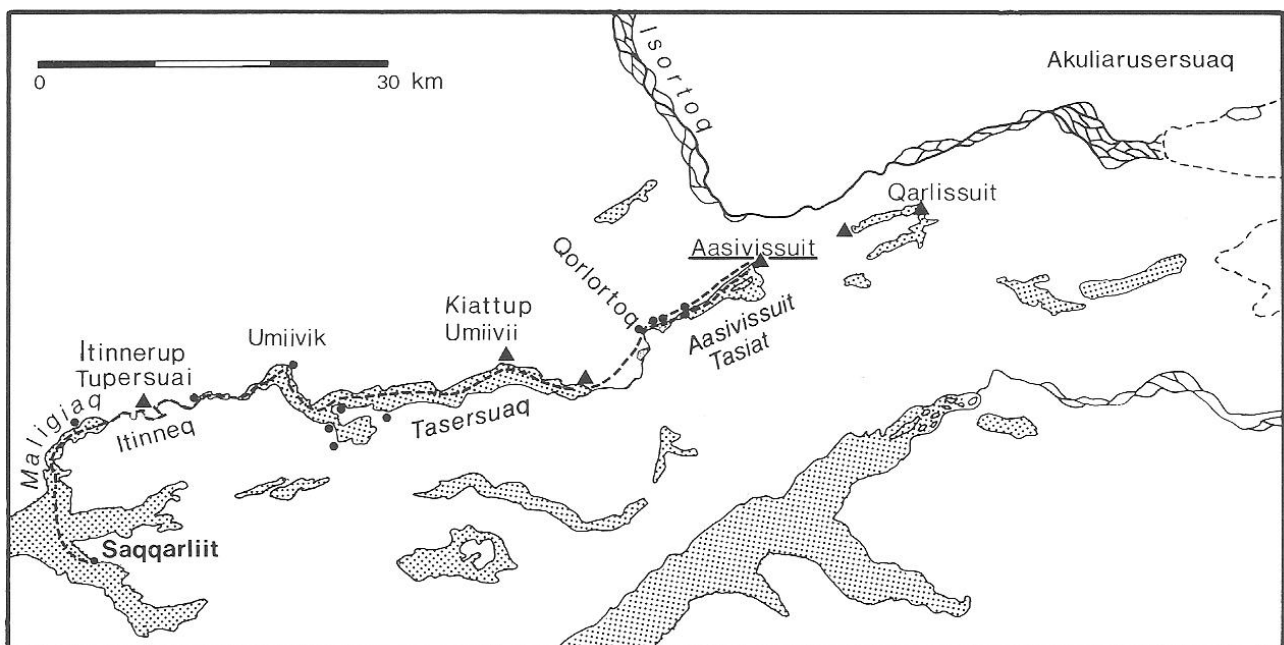 0
30 km
Isortoq
Akuliarusersuaq
Qarlissuit
Aasivissuit
Qorlortoq
Kiattup
Umiivii
Aasivissuit
Tasiat
Umiivik
Itinnerup
Tupersuai
Maligiaq
Itinneq
Tasersuaq
Saqqarliit